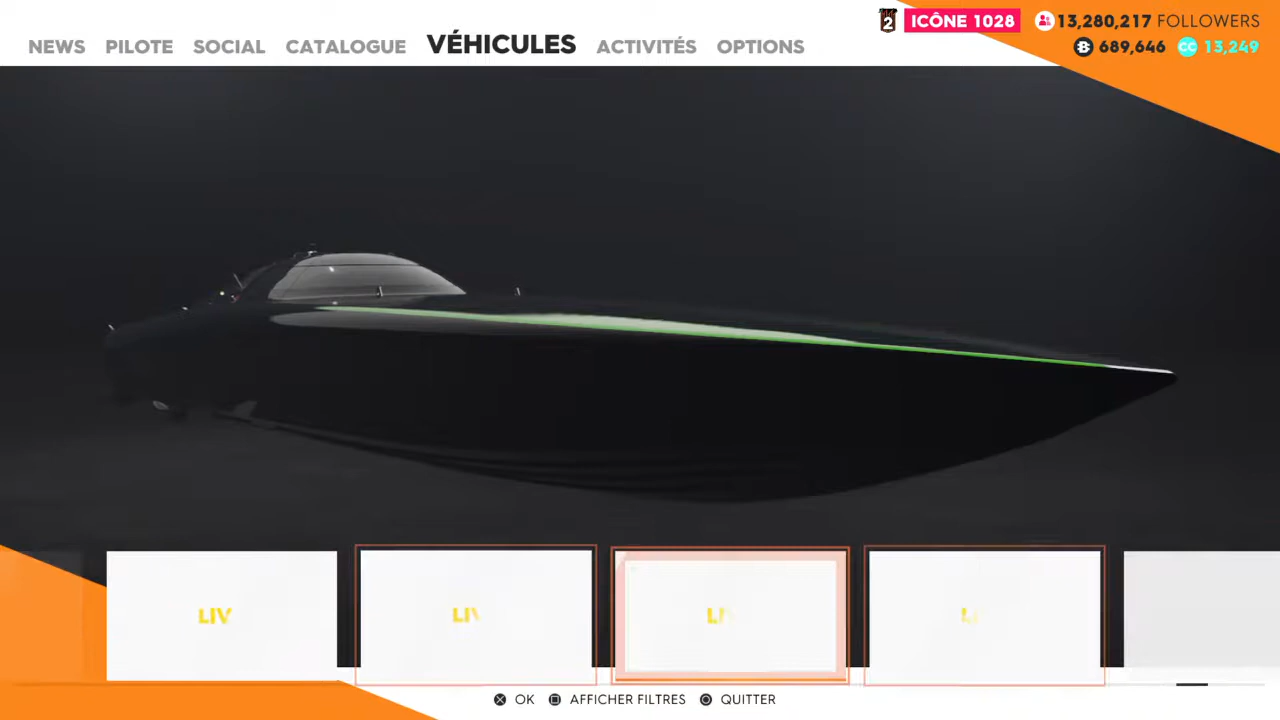 ICÔNE 1028
13,280,217 FOLLOWERS
NEWS PILOTE SOCIAL CATALOGUE VÉHICULES ACTIVITÉS OPTIONS
689,646 CC 13,249
2
LIV
OK AFFICHER FILTRES QUITTER